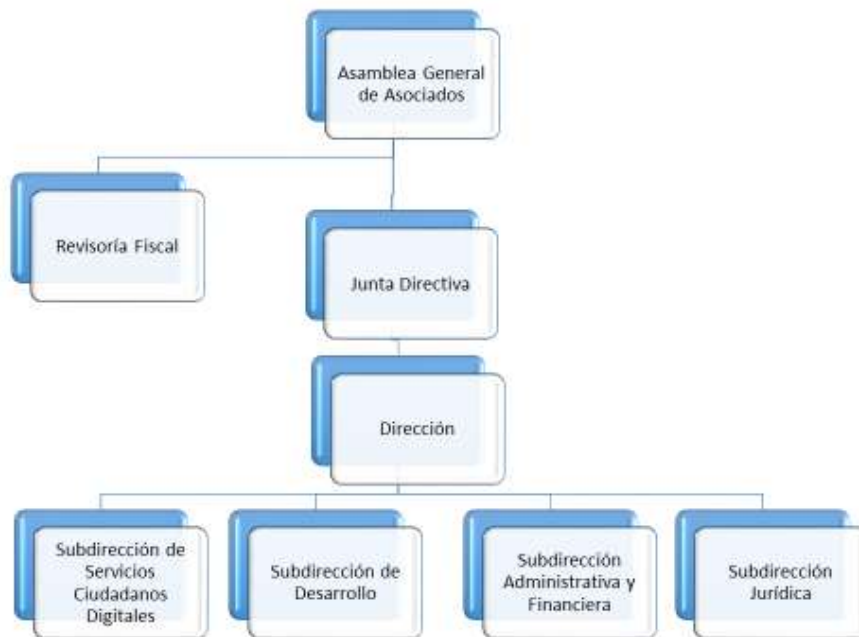 Asamblea General
de Asociados
Revisoría Fiscal
Junta Directiva
Dirección
Subdirección de
Servicios
Ciudadanos
Digitales
Subdirección de
Desarrollo
Subdirección
Administrativa y
Financiera
Subdirección
Jurídica